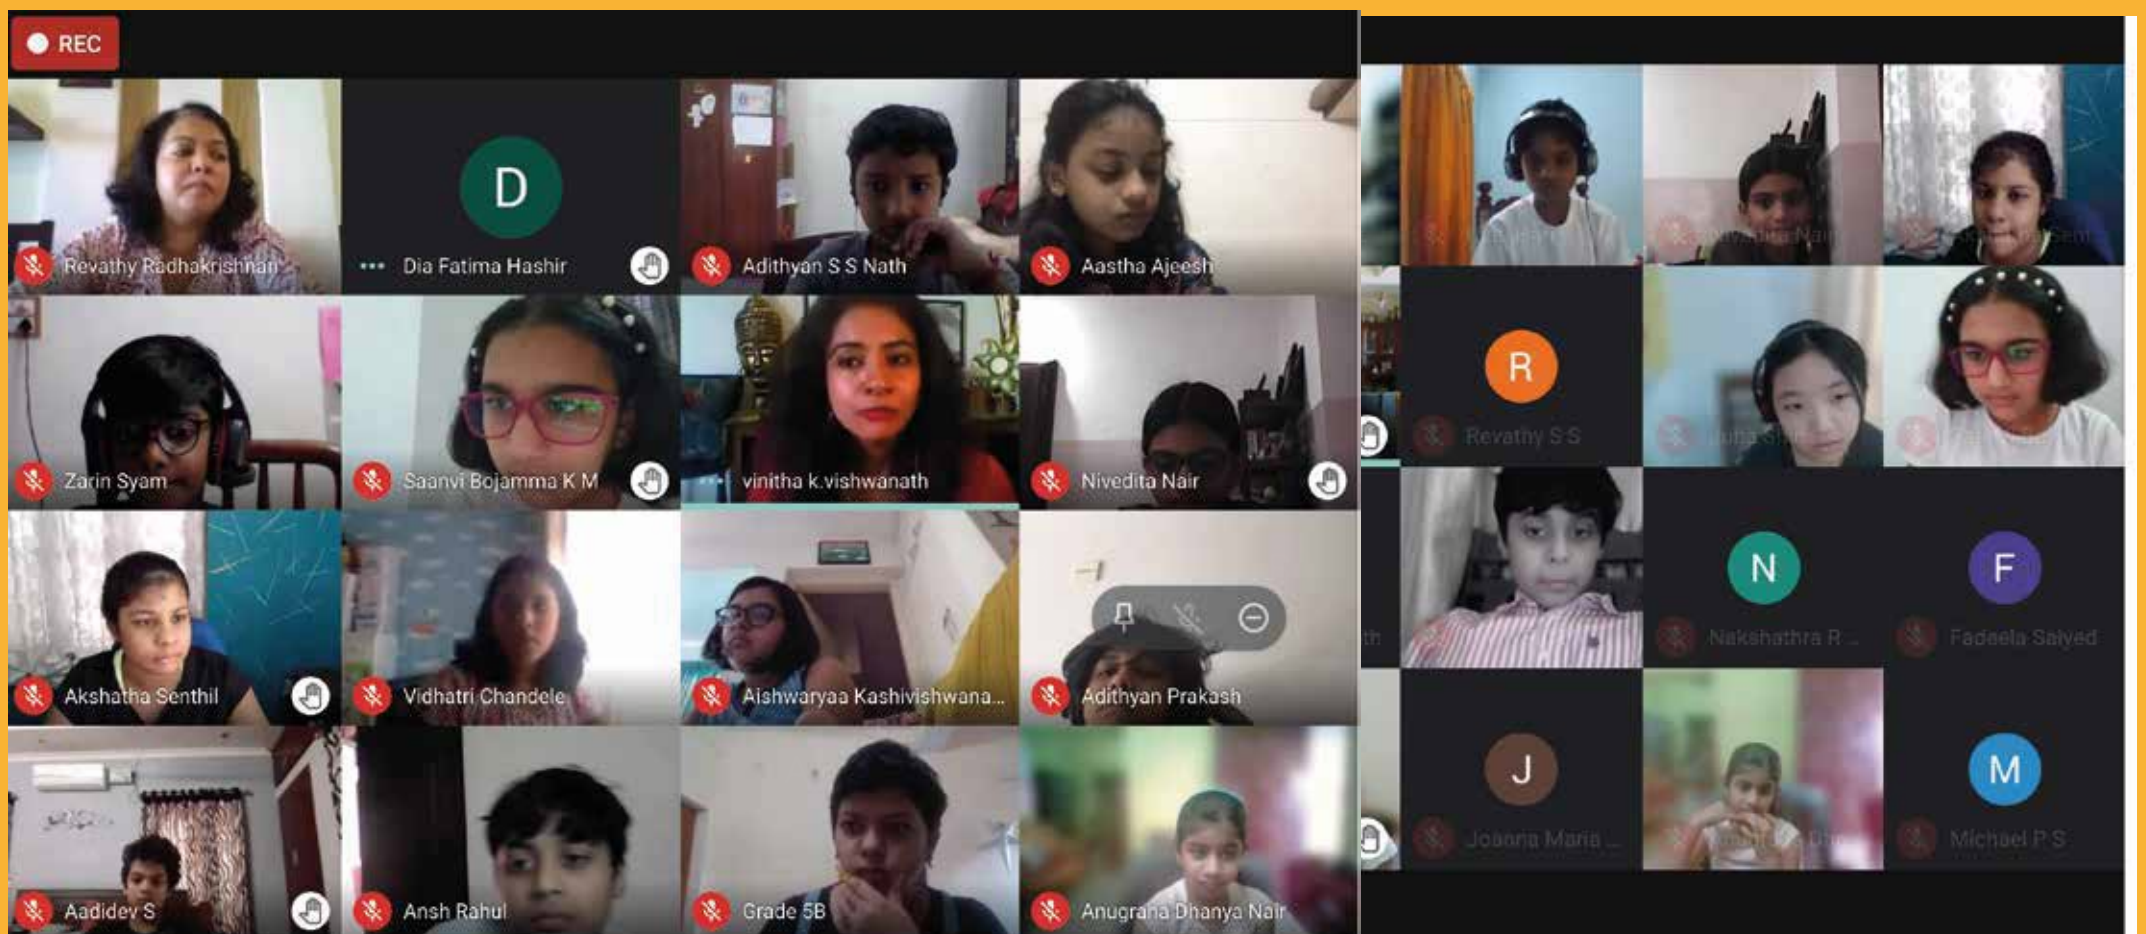 REC
Revathy Radhakrishnan
D
Dia Fatima Hashir
Adithyan S S Nath
Aastha Ajeesh
Zarin Syam
Saanvi Bojamma K M
vinitha k.vishwanath
Nivedita Nair
Akshatha Senthil
Vidhatri Chandele
Aishwaryaa Kashivishwana...
Adithyan Prakash
Aadidev S
Ansh Rahul
Grade 5B
Anugraha Dhanya Nair
Nair
R
Revathy S S
N
Nakshathra R ...
F
Fadeela Saiyed
J
Joanna Maria ...
M
Michael P S